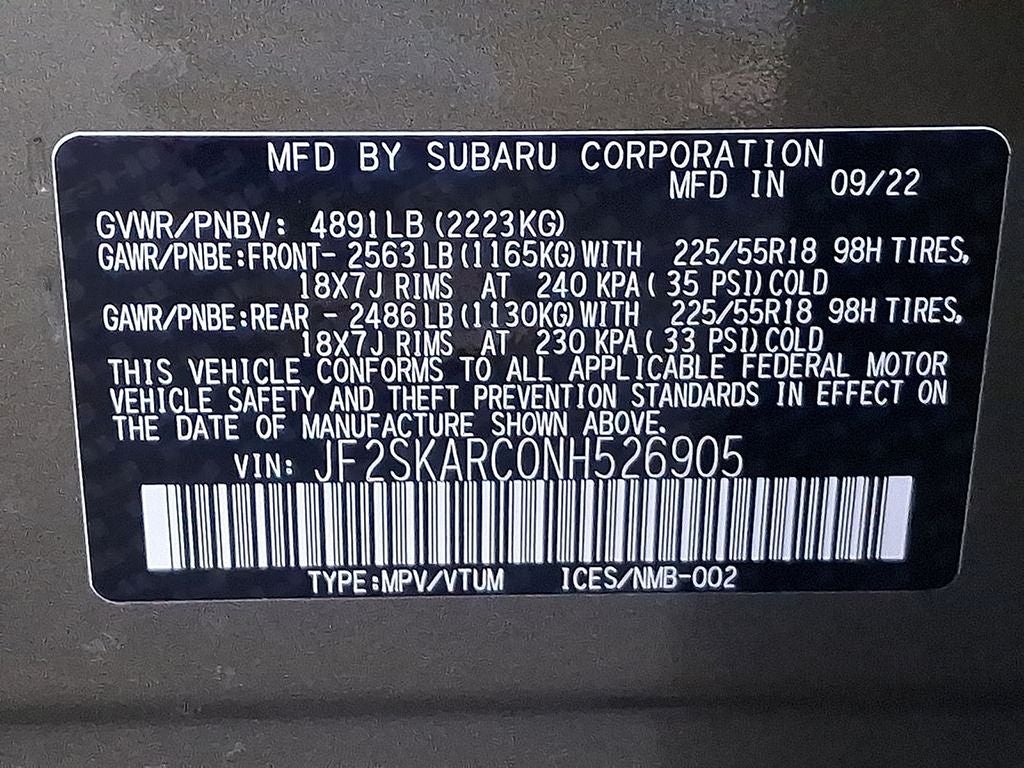 MFD BY SUBARU CORPORATION
MFD IN 09/22
GVWR/PNBV: 4891LB (2223KG)
GAWR/PNBE:FRONT- 2563 LB (1165KG) WITH 225/55R18 98H TIRES,
18X7J RIMS AT 240 KPA ( 35 PSI) COLD
GAWR/PNBE:REAR - 2486 LB (1130KG) WITH 225/55R18 98H TIRES,
18X7J RIMS AT 230 KPA ( 33 PSI) COLD
THIS VEHICLE CONFORMS TO ALL APPLICABLE FEDERAL MOTOR
VEHICLE SAFETY AND THEFT PREVENTION STANDARDS IN EFFECT ON
THE DATE OF MANUFACTURE SHOWN ABOVE.
VIN: JF2SKARC0NH526905
TYPE:MPV/VTUM ICES/NMB-002